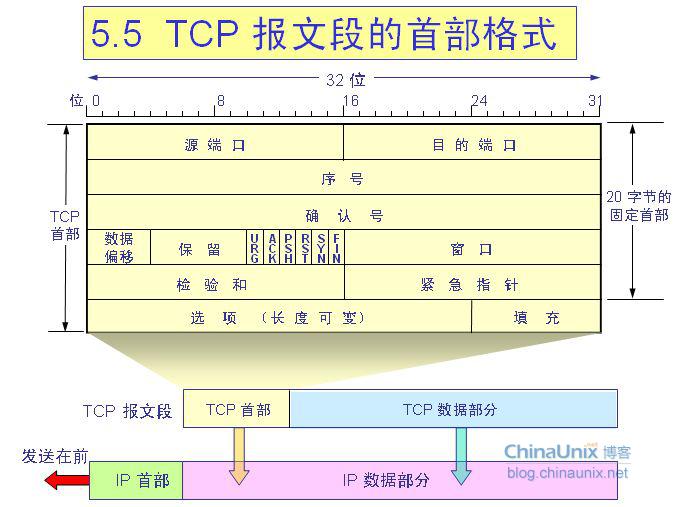 5.5 TCP 报文段的首部格式
32 位
位 0 8 16 24 31
源 端 口 目 的 端 口
序 号
TCP
首部
确 认 号
20 字节的
固定首部
数据
偏移
保 留
URG
ACK
PSH
RST
SYN
FIN
窗 口
检 验 和 紧 急 指 针
选 项 (长 度 可 变) 填 充
TCP 报文段 TCP 首部 TCP 数据部分
发送在前
IP 首部 IP 数据部分
ChinaUnix.net 博客
blog.chinaunix.net